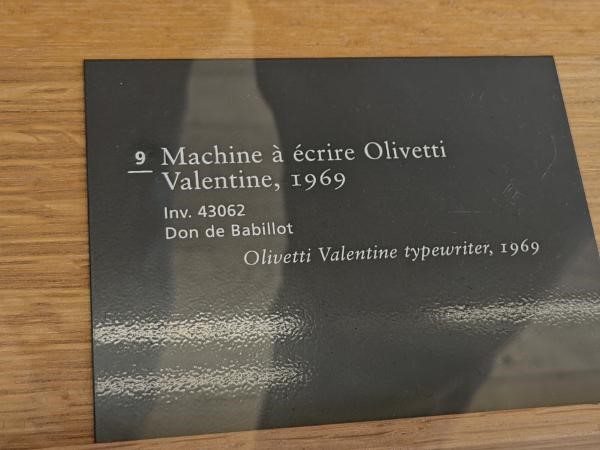 9 Machine à écrire Olivetti
Valentine, 1969
Inv. 43062
Don de Babillot
Olivetti Valentine typewriter, 1969